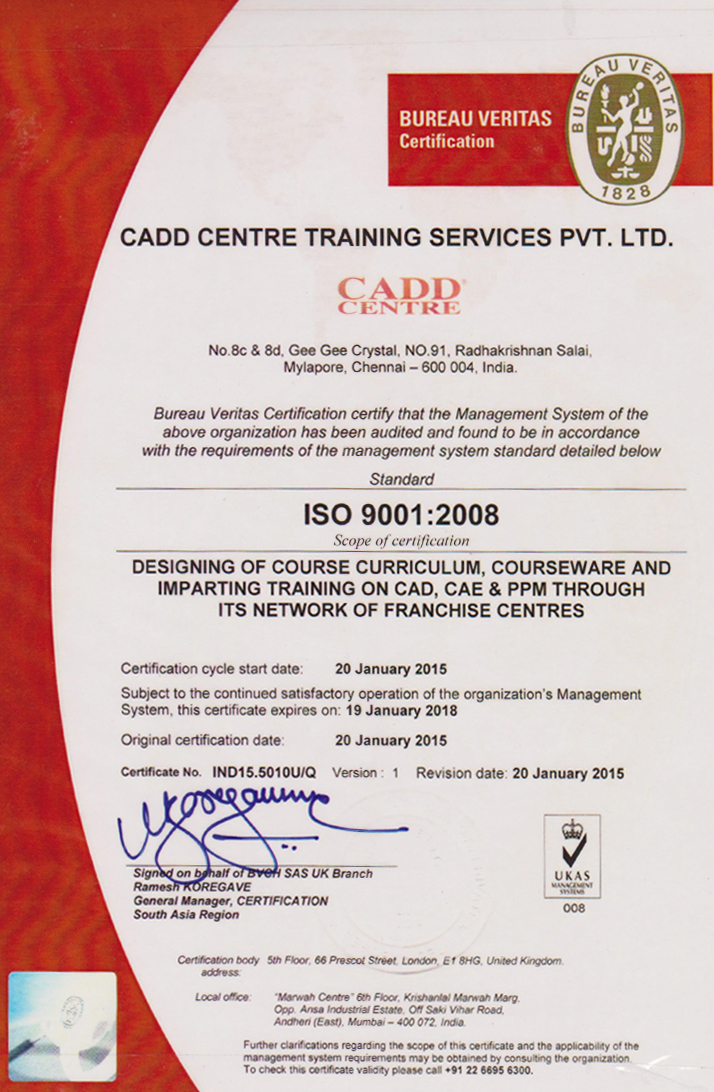 BUREAU VERITAS
Certification
BUREAU VERITAS
1828
CADD CENTRE TRAINING SERVICES PVT. LTD.
CADD
CENTRE
No.8c & 8d, Gee Gee Crystal, NO.91, Radhakrishnan Salai,
Mylapore, Chennai – 600 004, India.
Bureau Veritas Certification certify that the Management System of the
above organization has been audited and found to be in accordance
with the requirements of the management system standard detailed below
Standard
ISO 9001:2008
Scope of certification
DESIGNING OF COURSE CURRICULUM, COURSEWARE AND
IMPARTING TRAINING ON CAD, CAE & PPM THROUGH
ITS NETWORK OF FRANCHISE CENTRES
Certification cycle start date: 20 January 2015
Subject to the continued satisfactory operation of the organization's Management
System, this certificate expires on: 19 January 2018
Original certification date: 20 January 2015
Certificate No. IND15.5010U/Q Version : 1 Revision date: 20 January 2015
Signed on behalf of BVCH SAS UK Branch
Ramesh KOREGAVE
General Manager, CERTIFICATION
South Asia Region
UKAS
MANAGEMENT
SYSTEMS
008
Certification body 5th Floor, 66 Prescot Street, London, E1 8HG, United Kingdom.
address:
Local office: "Marwah Centre" 6th Floor, Krishanlal Marwah Marg,
Opp. Ansa Industrial Estate, Off Saki Vihar Road,
Andheri (East), Mumbai – 400 072, India.
Further clarifications regarding the scope of this certificate and the applicability of the
management system requirements may be obtained by consulting the organization.
To check this certificate validity please call +91 22 6695 6300.